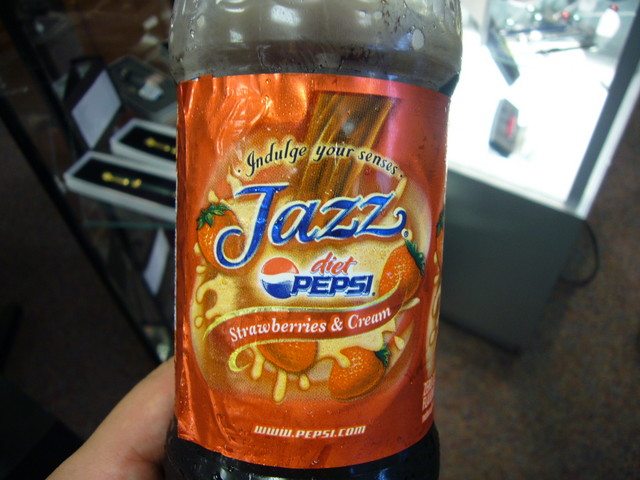 Indulge your senses
Jazz
diet
PEPSI
Strawberries & Cream
www.PEPSI.com